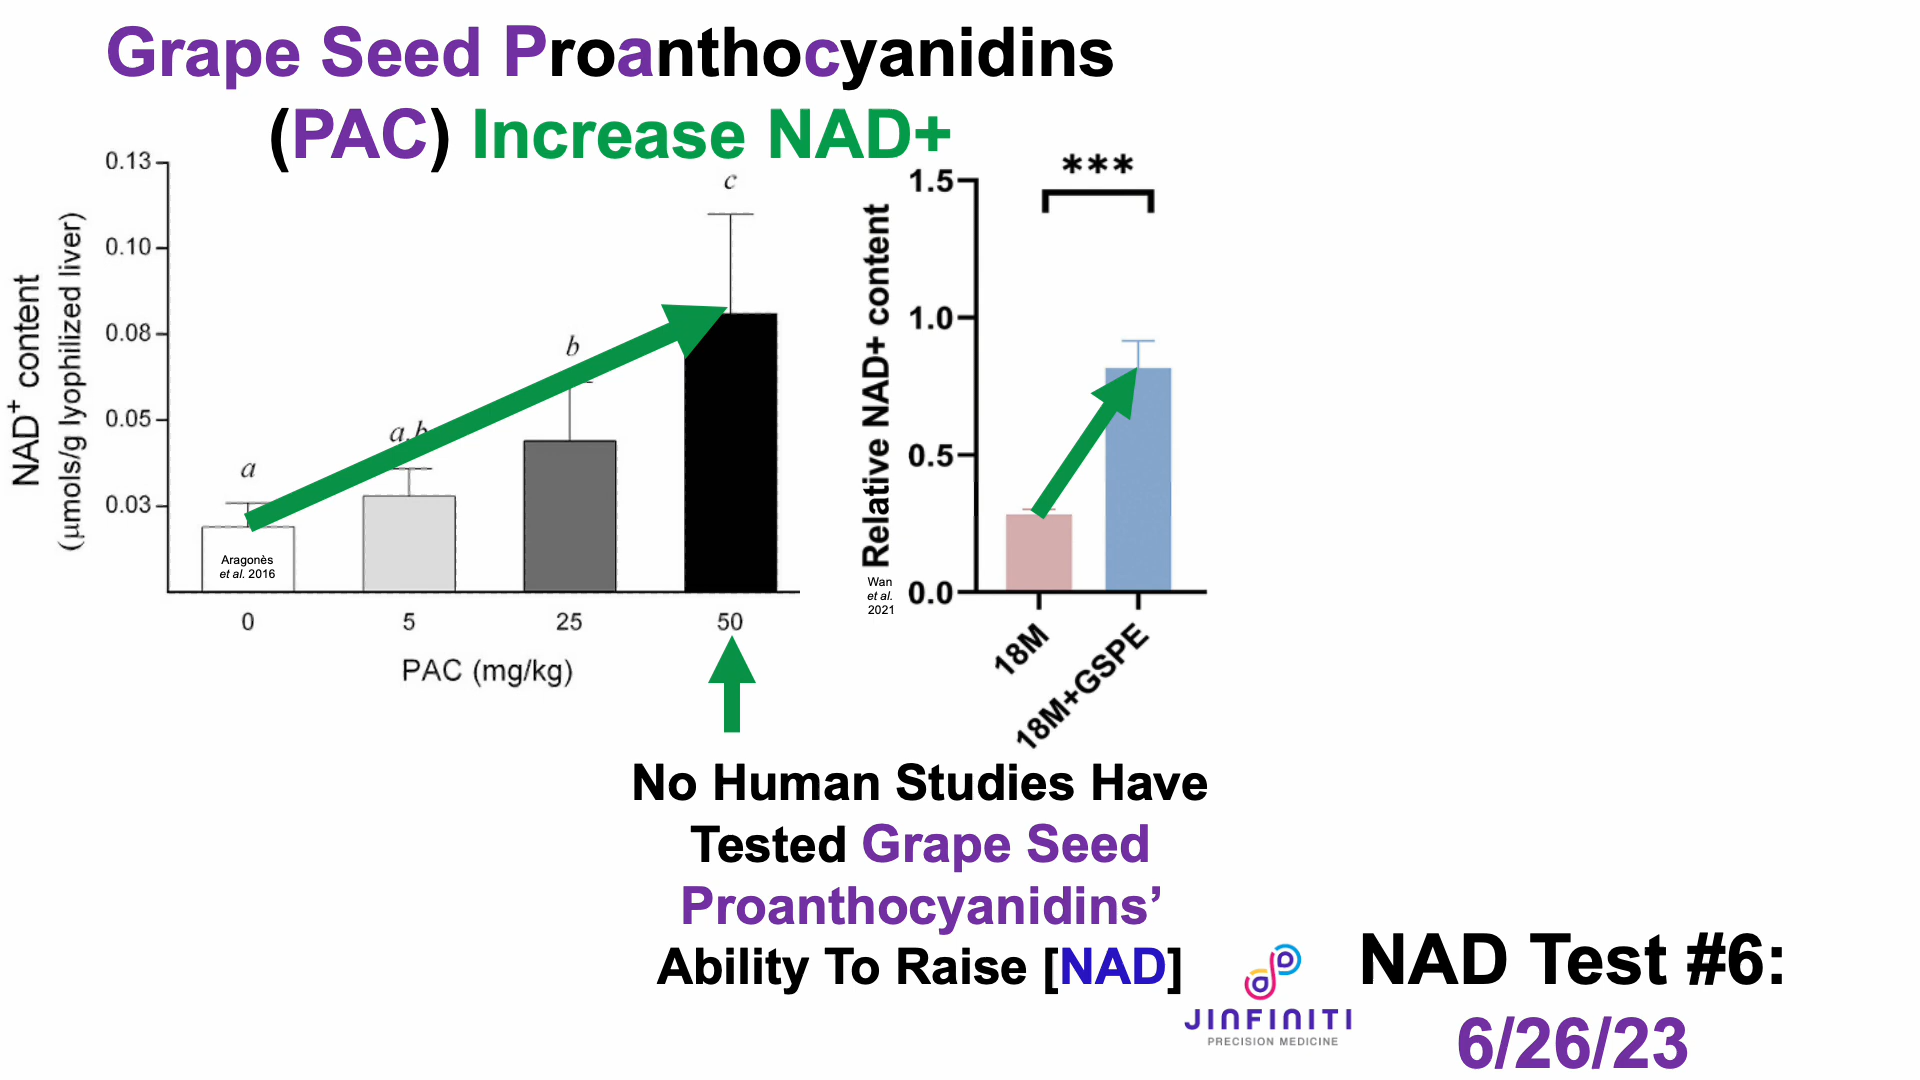 Grape Seed Proanthocyanidins
(PAC) Increase NAD+
0.13
0.10
0.08
0.05
0.03
NAD⁺ content
(μmols/g lyophilized liver)
a
a,b
b
c
Aragonès
et al. 2016
0 5 25 50
PAC (mg/kg)
***
1.5
1.0
0.5
0.0
Relative NAD+ content
Wan
et al.
2021
18M
18M+GSPE
No Human Studies Have
Tested Grape Seed
Proanthocyanidins’
Ability To Raise [NAD]
JINFINITI
PRECISION MEDICINE
NAD Test #6:
6/26/23